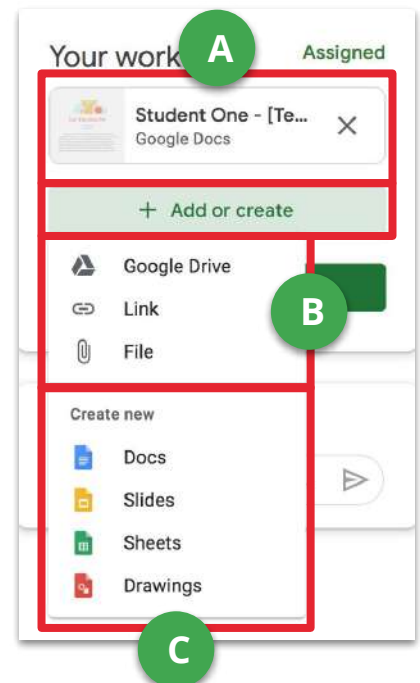 Your work
A
Assigned
Student One - [Te...
Google Docs
+ Add or create
Google Drive
Link
B
File
Create new
Docs
Slides
Sheets
Drawings
C